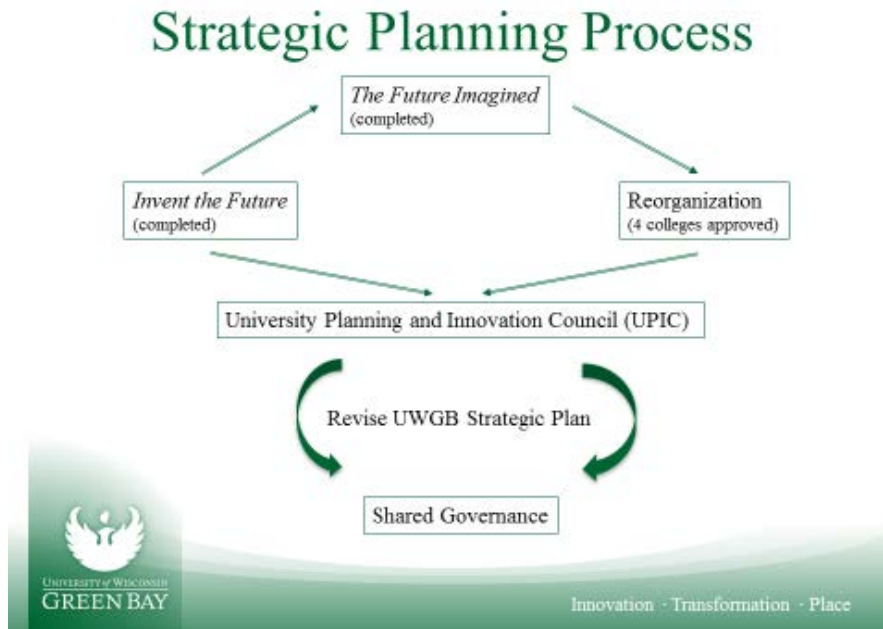 Strategic Planning Process
The Future Imagined
(completed)
Invent the Future
(completed)
Reorganization
(4 colleges approved)
University Planning and Innovation Council (UPIC)
Revise UWGB Strategic Plan
Shared Governance
UNIVERSITY of WISCONSIN
GREEN BAY
Innovation · Transformation · Place